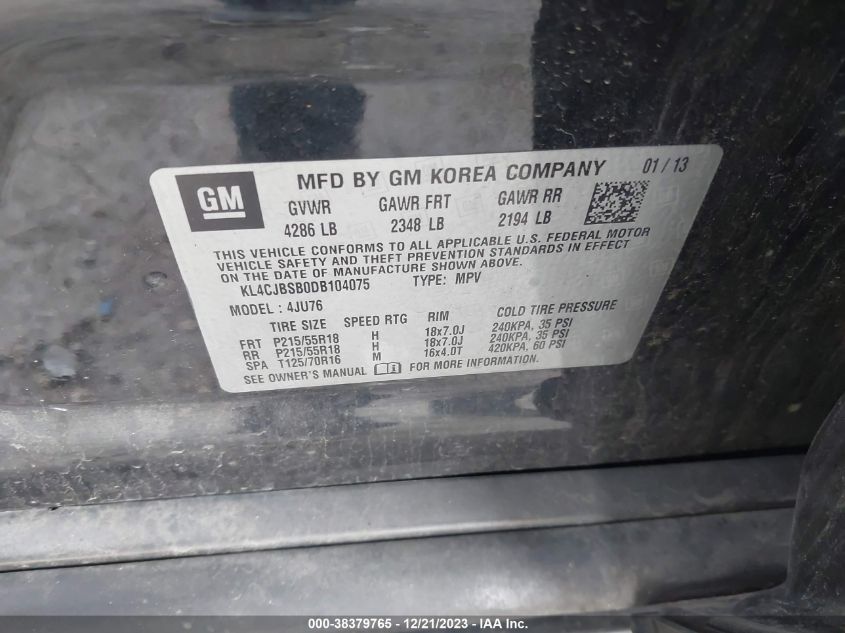 GM
MFD BY GM KOREA COMPANY 01 / 13
GVWR GAWR FRT GAWR RR
4286 LB 2348 LB 2194 LB
THIS VEHICLE CONFORMS TO ALL APPLICABLE U.S. FEDERAL MOTOR
VEHICLE SAFETY AND THEFT PREVENTION STANDARDS IN EFFECT
ON THE DATE OF MANUFACTURE SHOWN ABOVE.
KL4CJBSB0DB104075 TYPE: MPV
MODEL : 4JU76
TIRE SIZE SPEED RTG RIM COLD TIRE PRESSURE
FRT P215/55R18 H 18x7.0J 240KPA, 35 PSI
RR P215/55R18 H 18x7.0J 240KPA, 35 PSI
SPA T125/70R16 M 16x4.0T 420KPA, 60 PSI
SEE OWNER'S MANUAL FOR MORE INFORMATION.
000-38379765 - 12/21/2023 - IAAI.COM